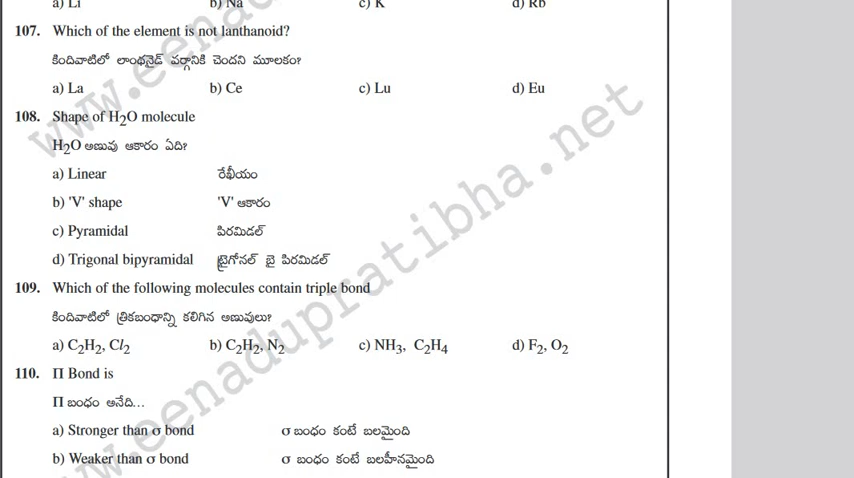 a) Li b) Na c) K d) Rb
107. Which of the element is not lanthanoid?
కిందివాటిలో లాంథనైడ్ వర్గానికి చెందని మూలకం?
a) La b) Ce c) Lu d) Eu
108. Shape of H2O molecule
H2O అణువు ఆకారం ఏది?
a) Linear రేఖీయం
b) 'V' shape 'V' ఆకారం
c) Pyramidal పిరమిడల్
d) Trigonal bipyramidal ట్రైగోనల్ బై పిరమిడల్
109. Which of the following molecules contain triple bond
కిందివాటిలో త్రికబంధాన్ని కలిగిన అణువులు?
a) C2H2, Cl2 b) C2H2, N2 c) NH3, C2H4 d) F2, O2
110. Π Bond is
Π బంధం అనేది...
a) Stronger than σ bond σ బంధం కంటే బలమైంది
b) Weaker than σ bond σ బంధం కంటే బలహీనమైంది
www.eenadupratibha.net